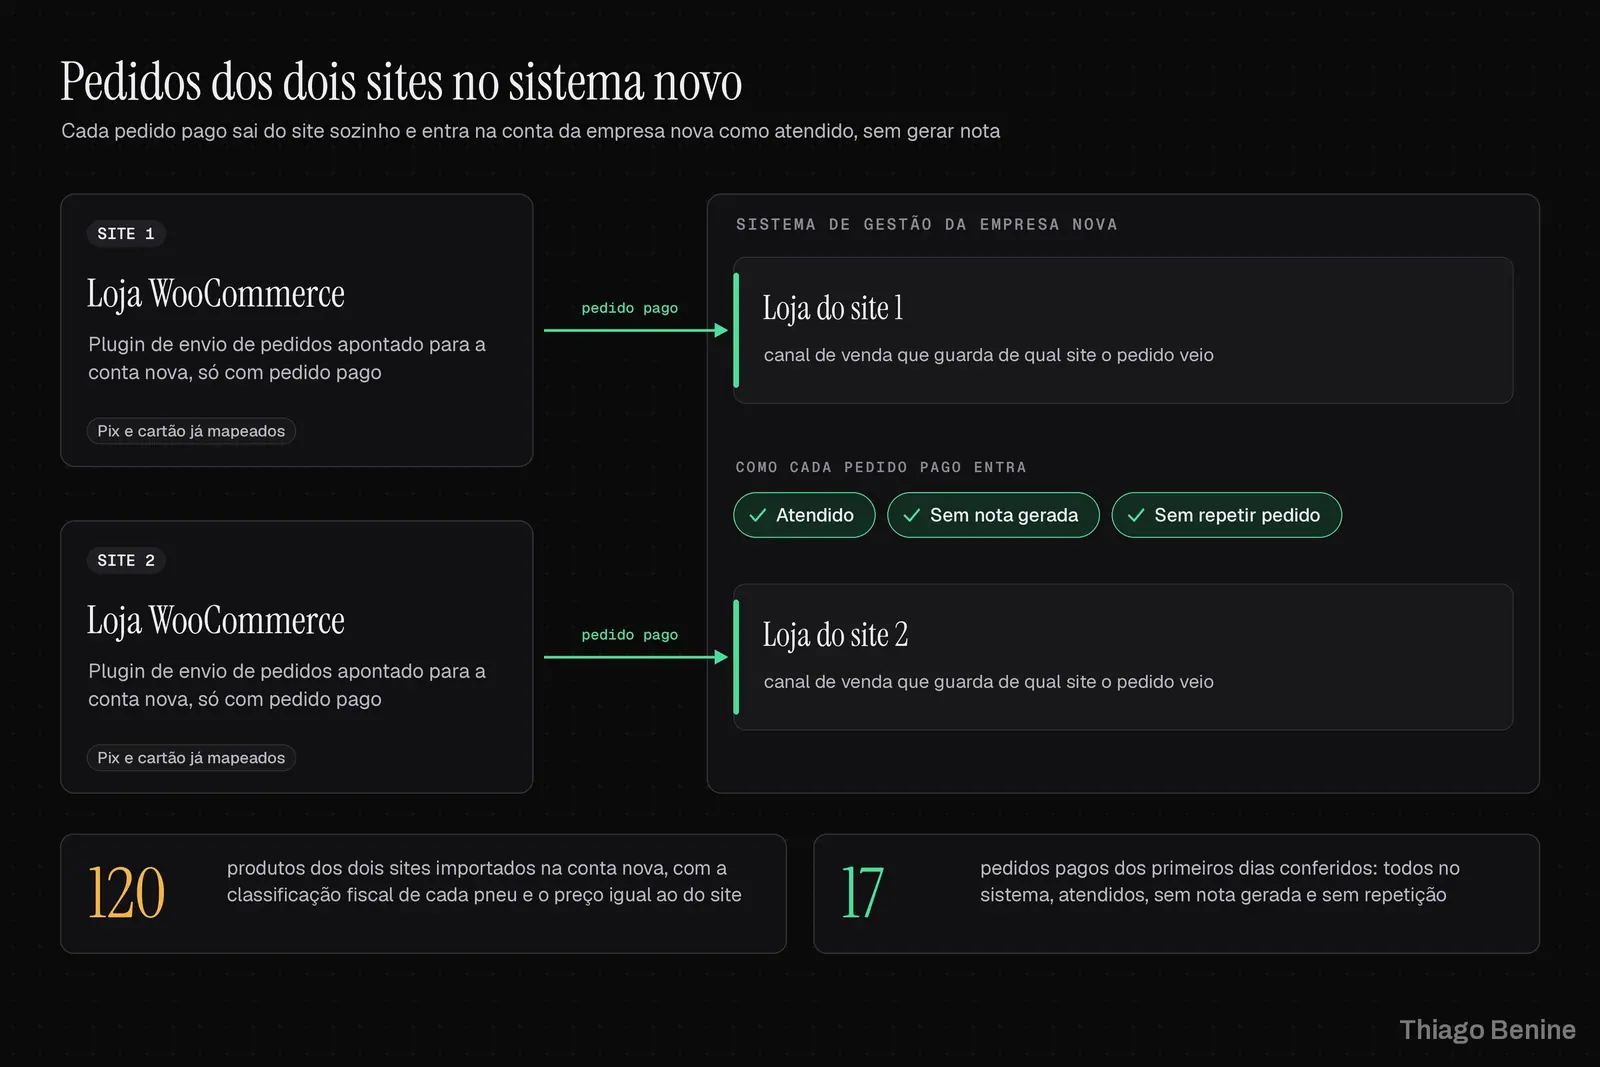 Pedidos dos dois sites no sistema novo
Cada pedido pago sai do site sozinho e entra na conta da empresa nova como atendido, sem gerar nota
SITE 1
Loja WooCommerce
Plugin de envio de pedidos apontado para a
conta nova, só com pedido pago
Pix e cartão já mapeados
pedido pago
SITE 2
Loja WooCommerce
Plugin de envio de pedidos apontado para a
conta nova, só com pedido pago
Pix e cartão já mapeados
pedido pago
SISTEMA DE GESTÃO DA EMPRESA NOVA
Loja do site 1
canal de venda que guarda de qual site o pedido veio
COMO CADA PEDIDO PAGO ENTRA
Atendido
Sem nota gerada
Sem repetir pedido
Loja do site 2
canal de venda que guarda de qual site o pedido veio
120
produtos dos dois sites importados na conta nova, com a
classificação fiscal de cada pneu e o preço igual ao do site
17
pedidos pagos dos primeiros dias conferidos: todos no
sistema, atendidos, sem nota gerada e sem repetição
Thiago Benine